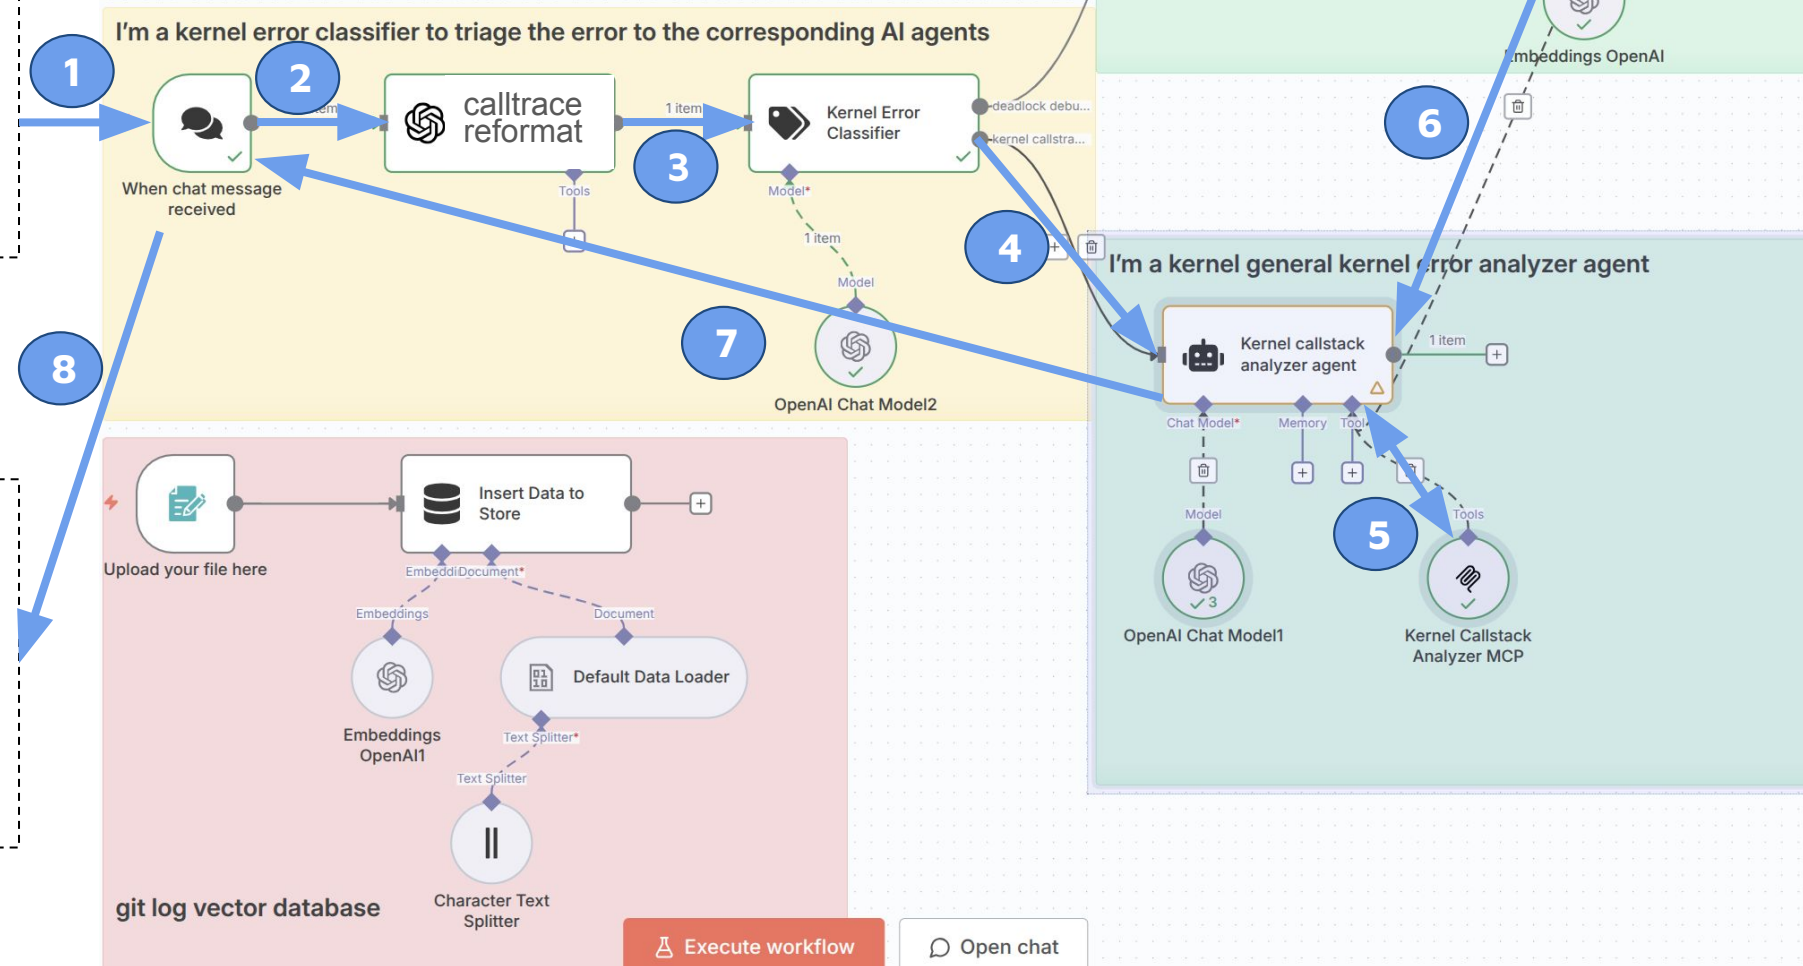 I'm a kernel error classifier to triage the error to the corresponding AI agents
1
2
When chat message
received
calltrace
reformat
Tools
1 item
3
Kernel Error
Classifier
deadlock debu...
kernel callstra...
Model*
1 item
Model
OpenAI Chat Model2
4
7
8
Embeddings OpenAI
6
I'm a kernel general kernel error analyzer agent
Kernel callstack
analyzer agent
1 item
Chat Model*
Memory
Tool
Model
Tools
5
3
OpenAI Chat Model1
Kernel Callstack
Analyzer MCP
Upload your file here
Insert Data to
Store
Embeddi
Document*
Embeddings
Document
Embeddings
OpenAI1
Default Data Loader
Text Splitter*
Text Splitter
Character Text
Splitter
git log vector database
Execute workflow
Open chat